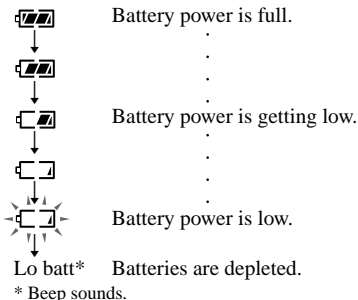 Battery power is full.
Battery power is getting low.
Battery power is low.
Lo batt* Batteries are depleted.
* Beep sounds.